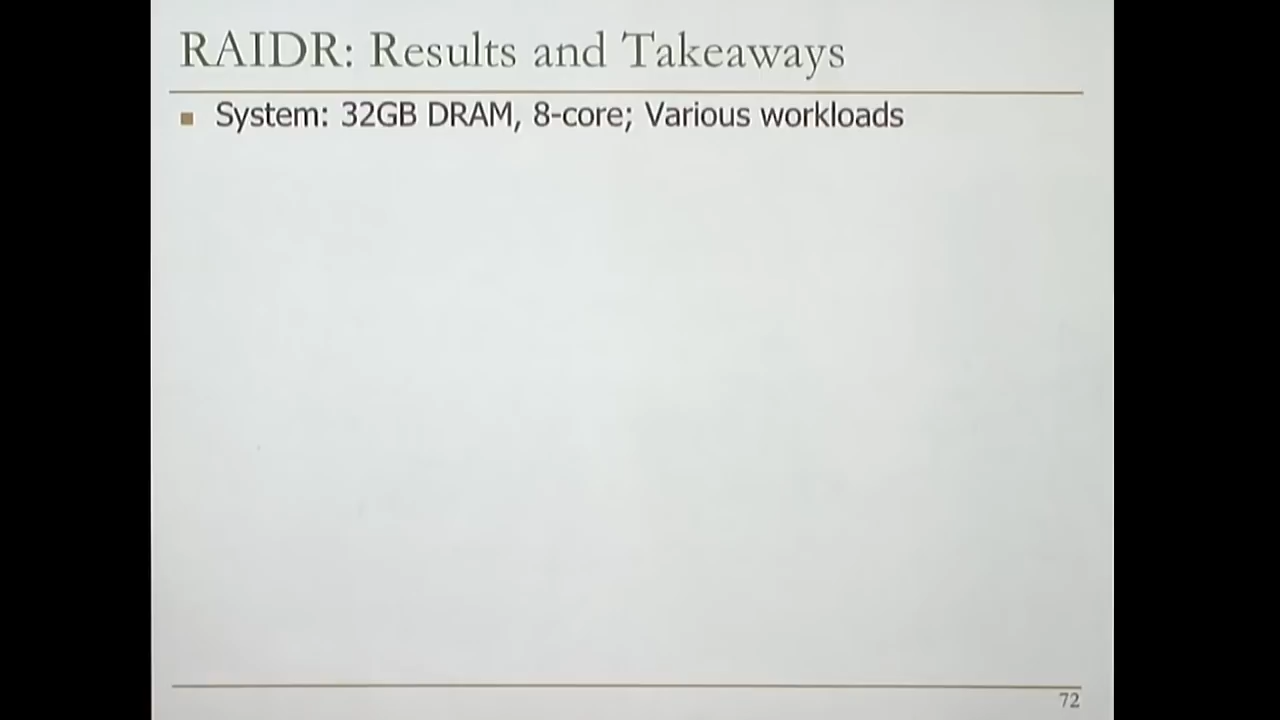 RAIDR: Results and Takeaways
System: 32GB DRAM, 8-core; Various workloads
72